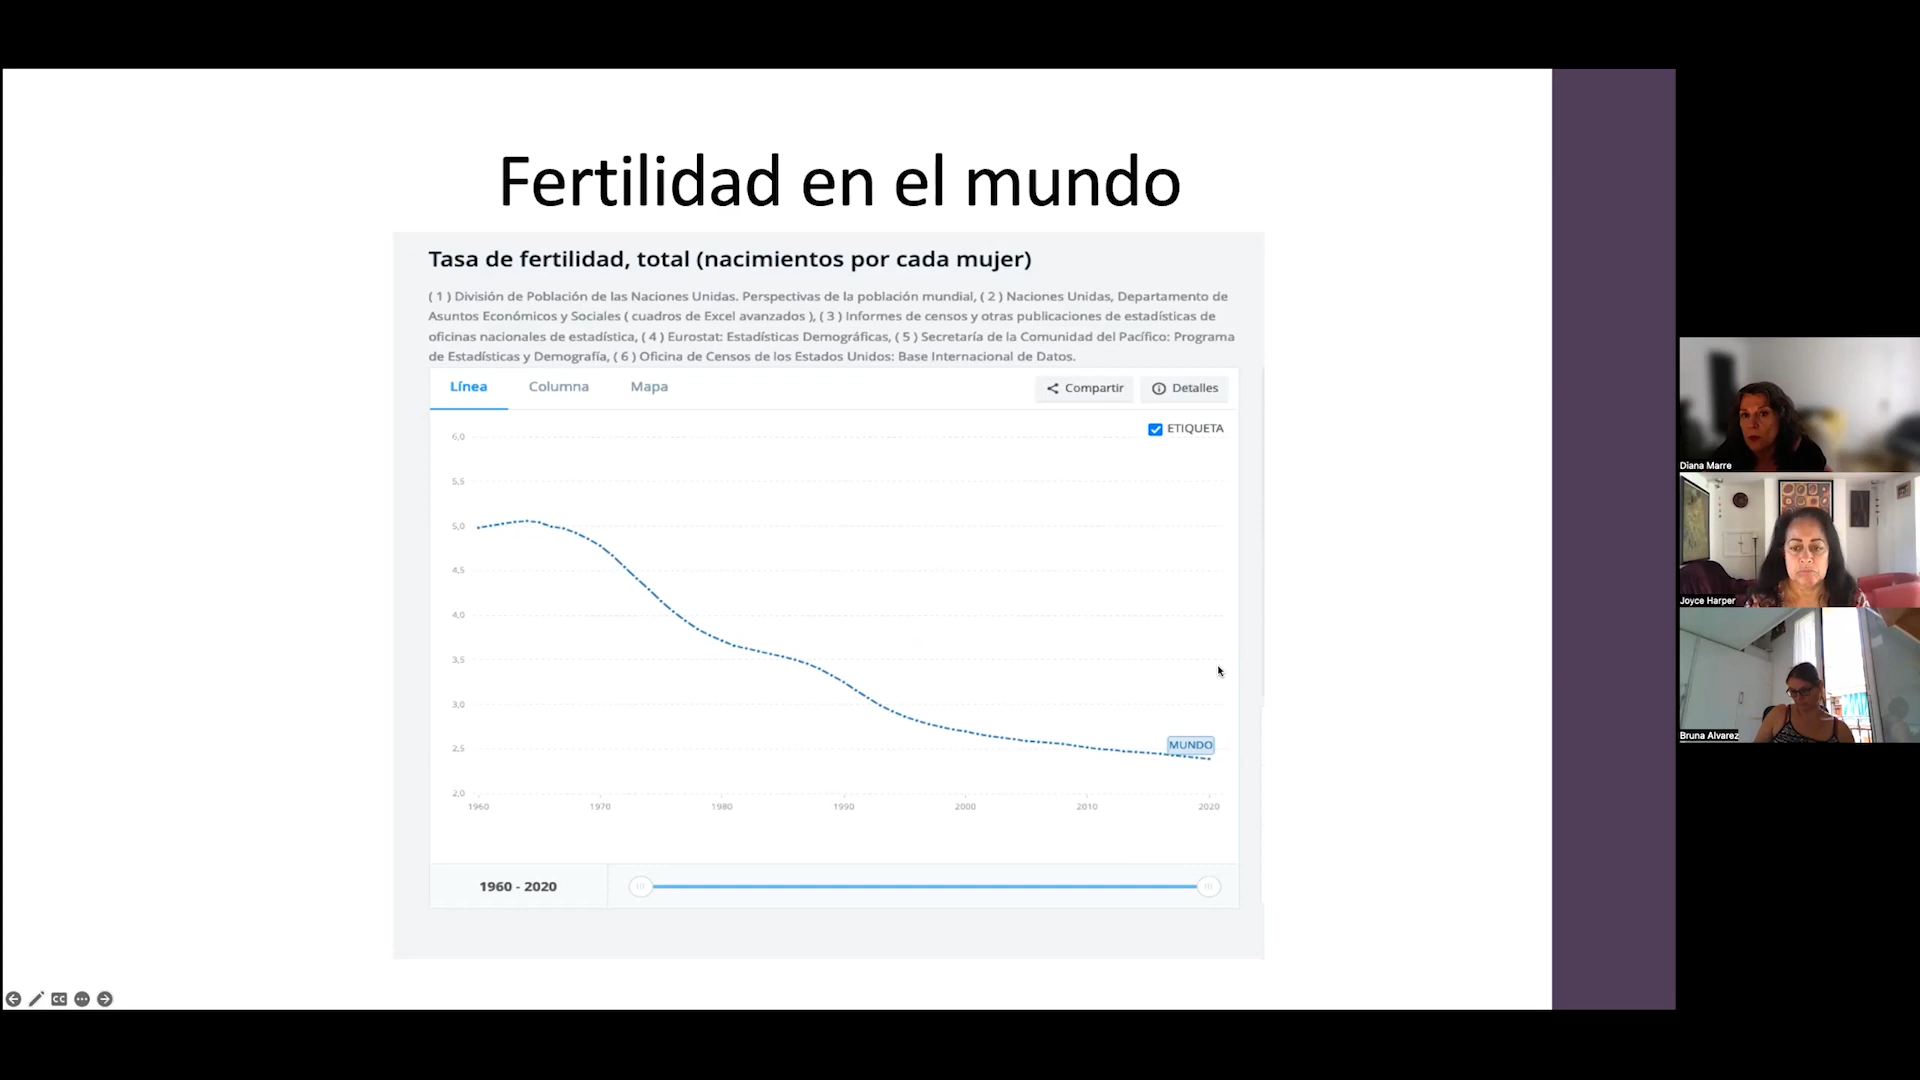 Fertilidad en el mundo
Tasa de fertilidad, total (nacimientos por cada mujer)
( 1 ) División de Población de las Naciones Unidas. Perspectivas de la población mundial, ( 2 ) Naciones Unidas, Departamento de
Asuntos Económicos y Sociales ( cuadros de Excel avanzados ), ( 3 ) Informes de censos y otras publicaciones de estadísticas de
oficinas nacionales de estadística, ( 4 ) Eurostat: Estadísticas Demográficas, ( 5 ) Secretaría de la Comunidad del Pacífico: Programa
de Estadísticas y Demografía, ( 6 ) Oficina de Censos de los Estados Unidos: Base Internacional de Datos.
Línea Columna Mapa Compartir Detalles
ETIQUETA
6,0
5,5
5,0
4,5
4,0
3,5
3,0
2,5
MUNDO
2,0
1960 1970 1980 1990 2000 2010 2020
1960 - 2020
CC
Diana Marre
Joyce Harper
Bruna Alvarez